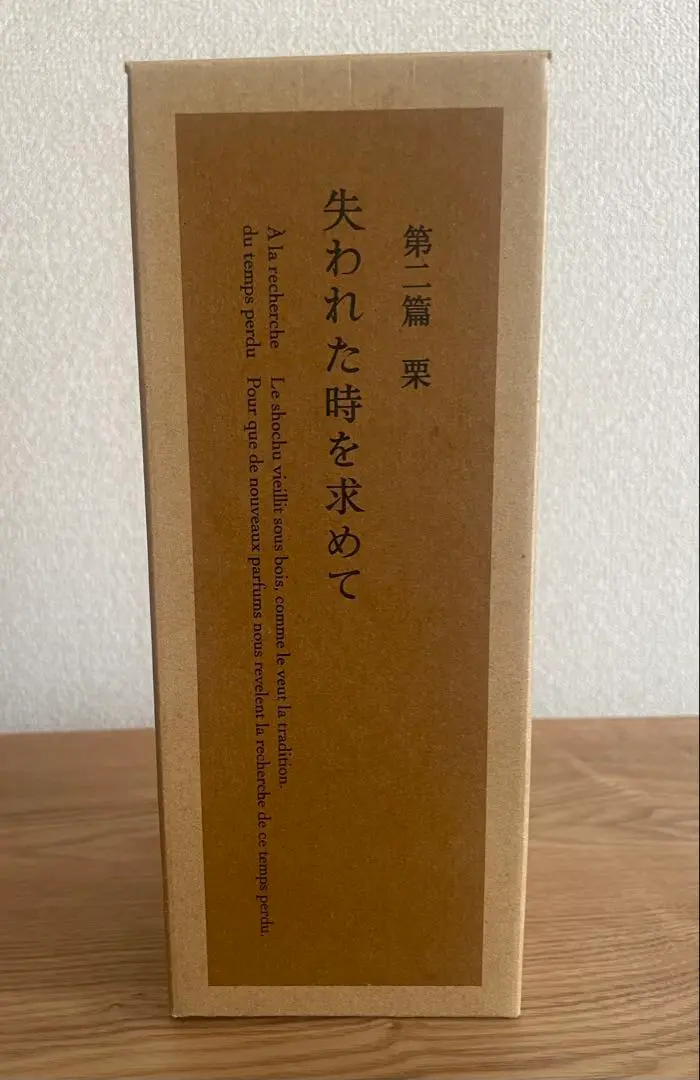 第二篇 栗
失われた時を求めて
À la recherche
du temps perdu
Le shochu vieillit sous bois, comme le veut la tradition.
Pour que de nouveaux parfums nous revelent la recherche de ce temps perdu.